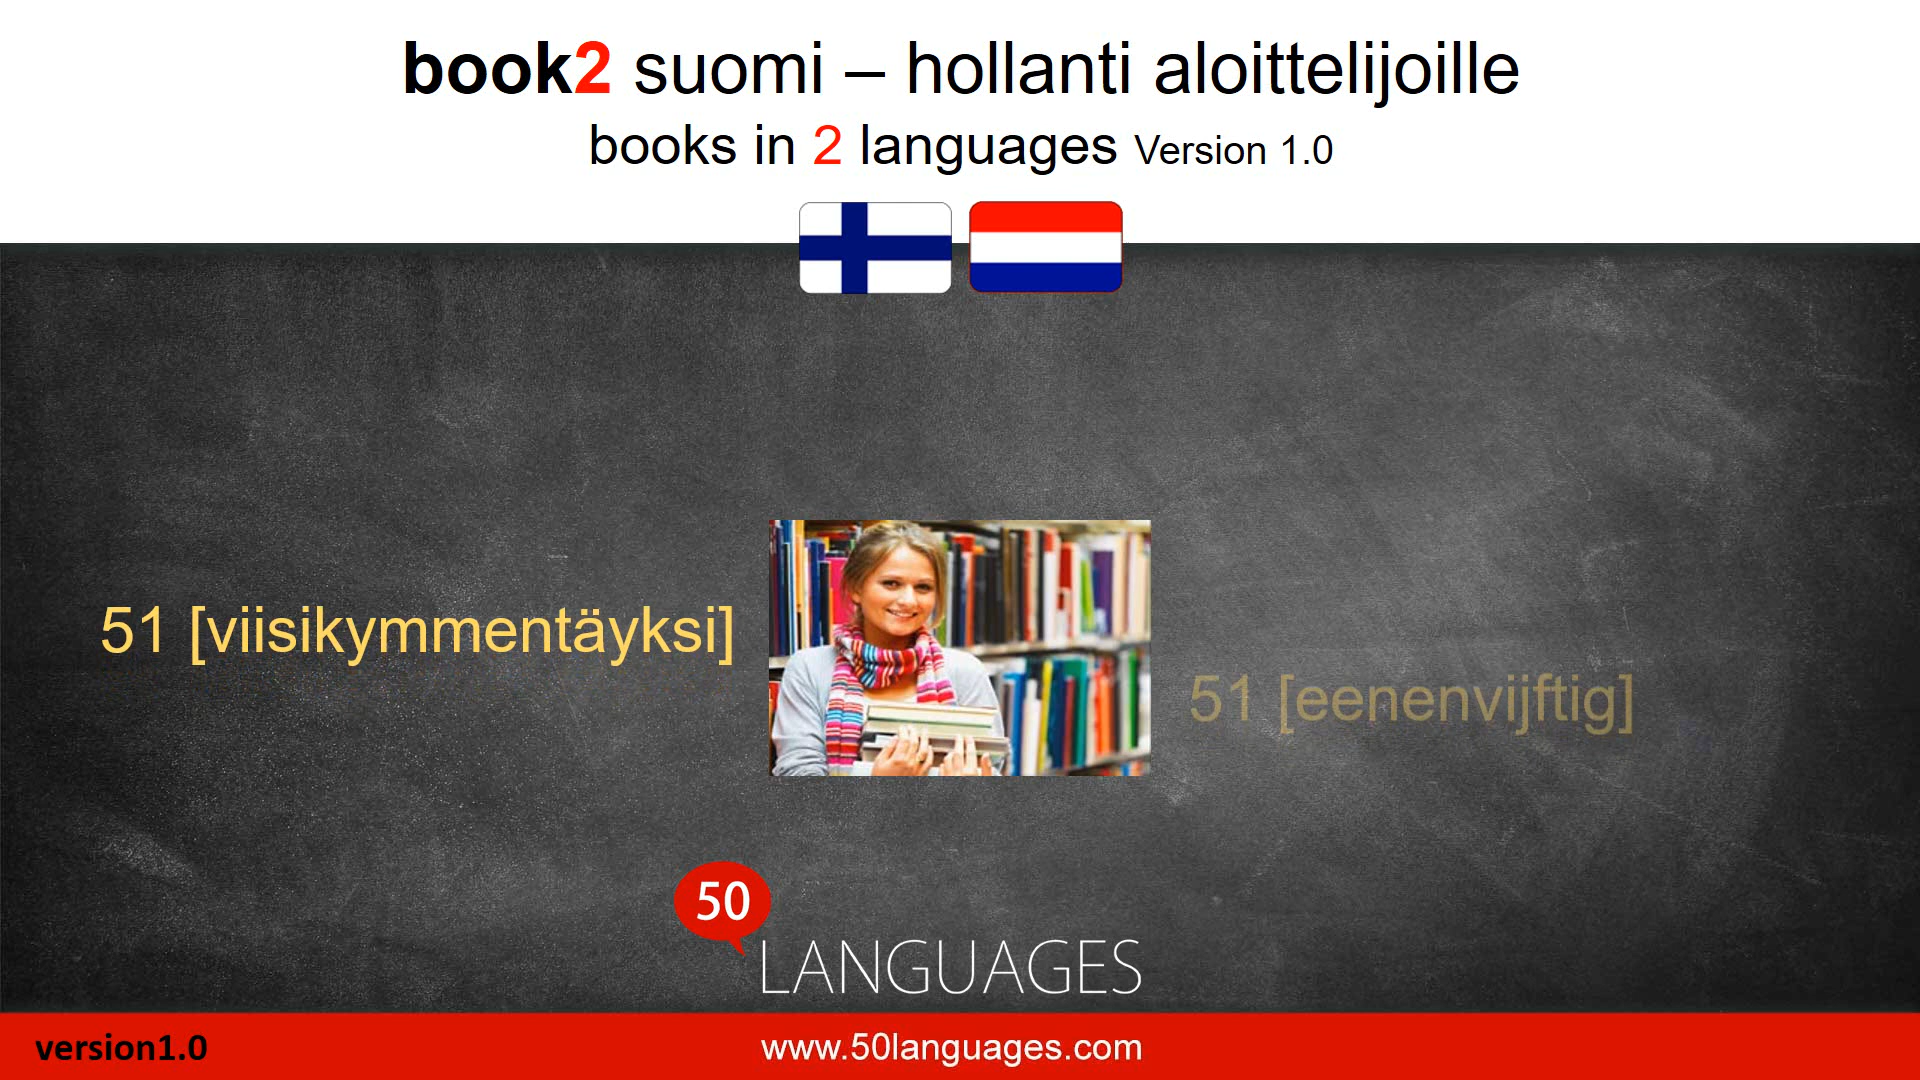 book2 suomi – hollanti aloittelijoille
books in 2 languages Version 1.0
51 [viisikymmentäyksi]
51 [eenenvijftig]
50
LANGUAGES
version1.0
www.50languages.com